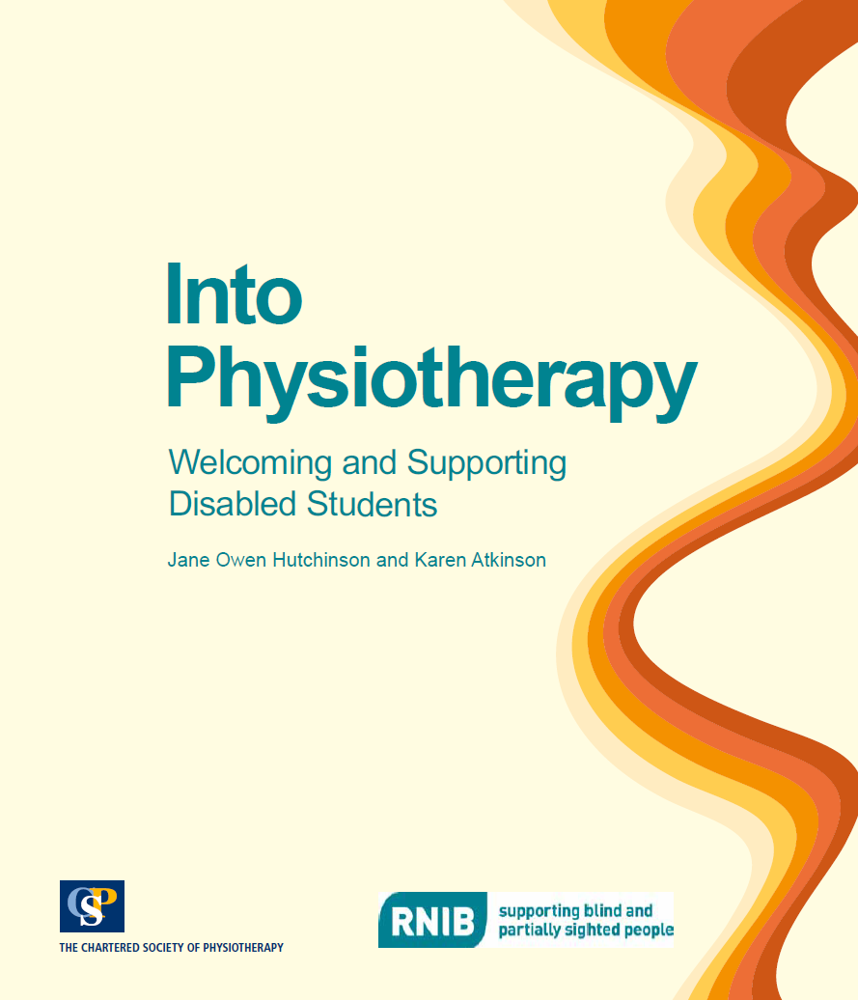 Into
Physiotherapy
Welcoming and Supporting
Disabled Students
Jane Owen Hutchinson and Karen Atkinson
CSP
THE CHARTERED SOCIETY OF PHYSIOTHERAPY
RNIB
supporting blind and
partially sighted people